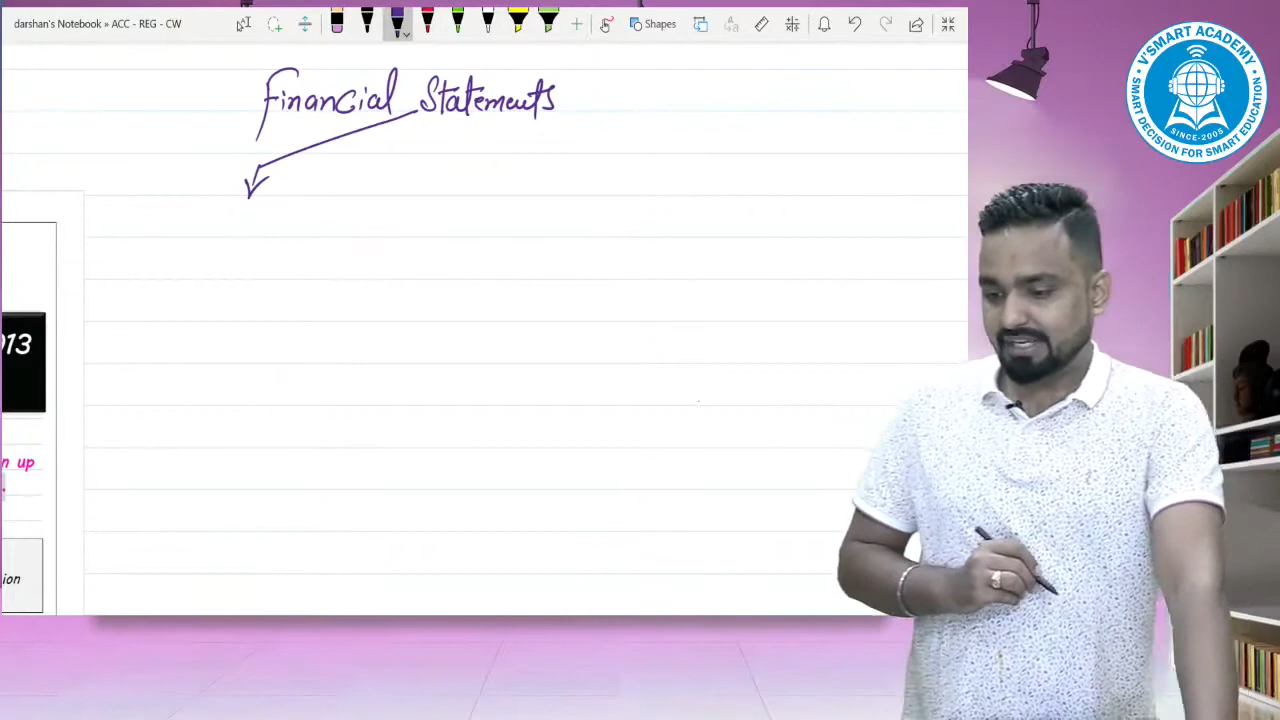 darshan's Notebook » ACC - REG - CW
Shapes
Financial Statements
013
n up
ion
V'SMART ACADEMY
SINCE-2005
SMART DECISION FOR SMART EDUCATION